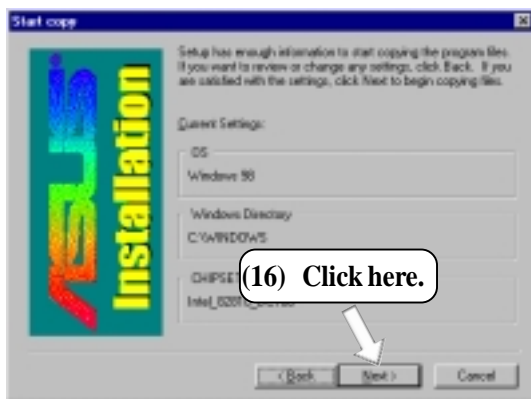 Start copy
ASUS
Installation
Setup has enough information to start copying the program files.
If you want to review or change any settings, click Back. If you
are satisfied with the settings, click Next to begin copying files.
Current Settings:
OS
Windows 98
Windows Directory
C:\WINDOWS
CHIPSET
(16) Click here.
< Back
Next >
Cancel